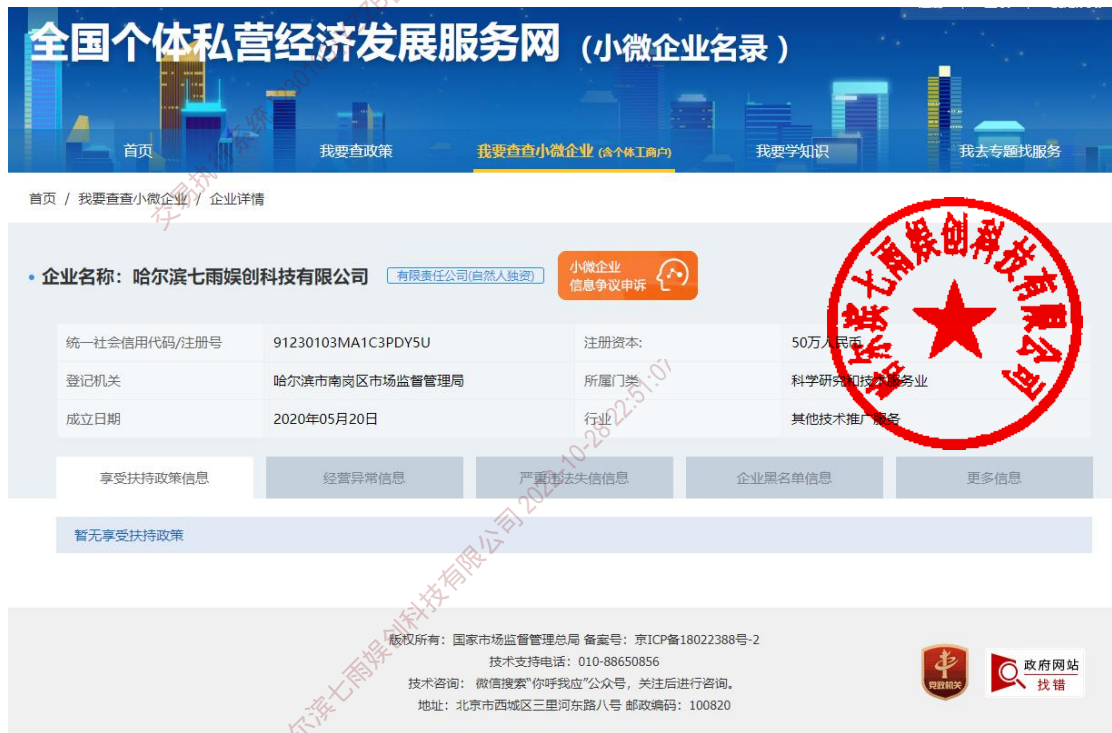 全国个体私营经济发展服务网（小微企业名录）
首页 我要查政策 我要查查小微企业 (含个体工商户) 我要学知识 我去专题找服务
首页 / 我要查查小微企业 / 企业详情
企业名称：哈尔滨七雨娱创科技有限公司 有限责任公司(自然人独资) 小微企业
信息争议申诉
统一社会信用代码/注册号 91230103MA1C3PDY5U 注册资本: 50万人民币
登记机关 哈尔滨市南岗区市场监督管理局 所属门类 科学研究和技术服务业
成立日期 2020年05月20日 行业 其他技术推广服务
哈尔滨七雨娱创科技有限公司
享受扶持政策信息 经营异常信息 严重违法失信信息 企业黑名单信息 更多信息
暂无享受扶持政策
版权所有：国家市场监督管理总局 备案号：京ICP备18022388号-2
技术支持电话：010-88650856
技术咨询： 微信搜索“你呼我应”公众号，关注后进行咨询。
地址：北京市西城区三里河东路八号 邮政编码：100820
党政机关
政府网站
找错
尔滨七雨娱创科技有限公司 2022-10-28 22:51:07